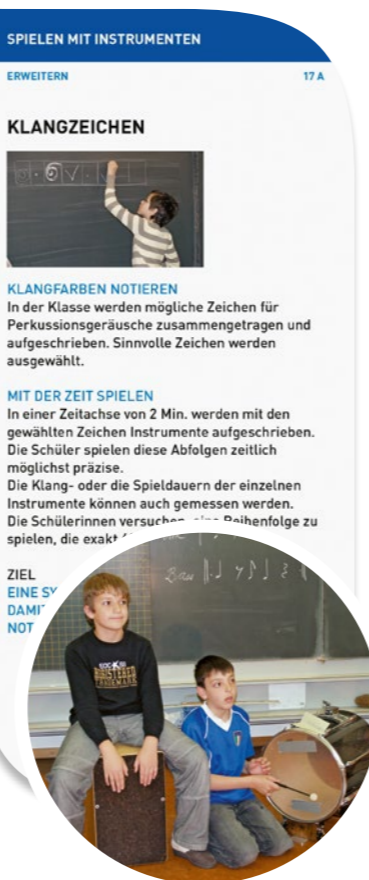 SPIELEN MIT INSTRUMENTEN
ERWEITERN 17 A
KLANGZEICHEN
KLANGFARBEN NOTIEREN
In der Klasse werden mögliche Zeichen für
Perkussionsgeräusche zusammengetragen und
aufgeschrieben. Sinnvolle Zeichen werden
ausgewählt.
MIT DER ZEIT SPIELEN
In einer Zeitachse von 2 Min. werden mit den
gewählten Zeichen Instrumente aufgeschrieben.
Die Schüler spielen diese Abfolgen zeitlich
möglichst präzise.
Die Klang- oder die Spieldauern der einzelnen
Instrumente können auch gemessen werden.
Die Schülerinnen versuchen, eine Reihenfolge zu
spielen, die exakt
ZIEL
EINE